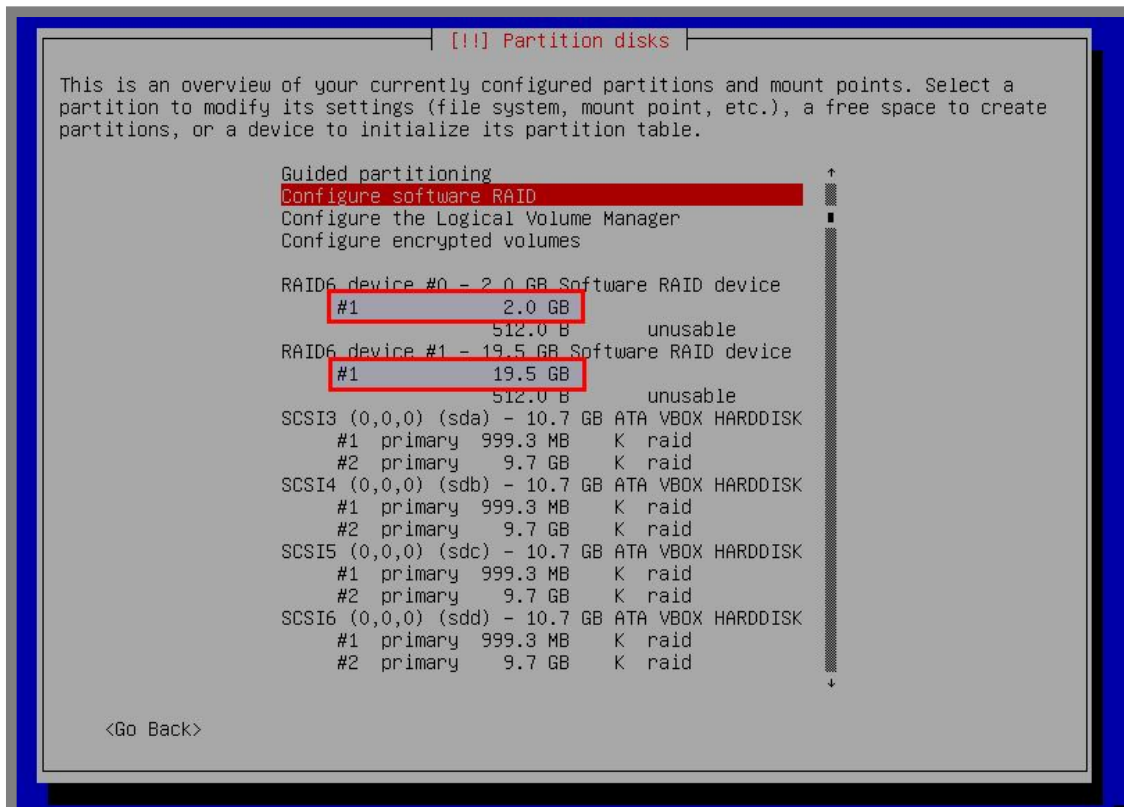 [!!] Partition disks
This is an overview of your currently configured partitions and mount points. Select a
partition to modify its settings (file system, mount point, etc.), a free space to create
partitions, or a device to initialize its partition table.
Guided partitioning
Configure software RAID
Configure the Logical Volume Manager
Configure encrypted volumes
RAID6 device #0 - 2.0 GB Software RAID device
#1 2.0 GB
512.0 B unusable
RAID6 device #1 - 19.5 GB Software RAID device
#1 19.5 GB
512.0 B unusable
SCSI3 (0,0,0) (sda) - 10.7 GB ATA VBOX HARDDISK
#1 primary 999.3 MB K raid
#2 primary 9.7 GB K raid
SCSI4 (0,0,0) (sdb) - 10.7 GB ATA VBOX HARDDISK
#1 primary 999.3 MB K raid
#2 primary 9.7 GB K raid
SCSI5 (0,0,0) (sdc) - 10.7 GB ATA VBOX HARDDISK
#1 primary 999.3 MB K raid
#2 primary 9.7 GB K raid
SCSI6 (0,0,0) (sdd) - 10.7 GB ATA VBOX HARDDISK
#1 primary 999.3 MB K raid
#2 primary 9.7 GB K raid
<Go Back>